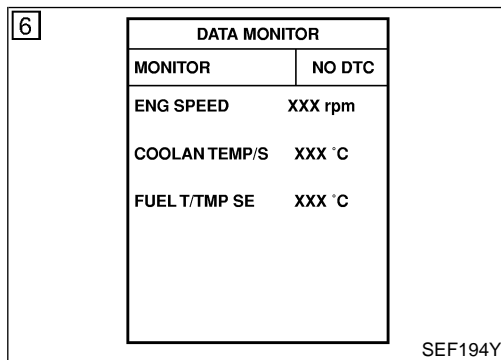 6
DATA MONITOR
MONITOR NO DTC
ENG SPEED XXX rpm
COOLAN TEMP/S XXX °C
FUEL T/TMP SE XXX °C
SEF194Y